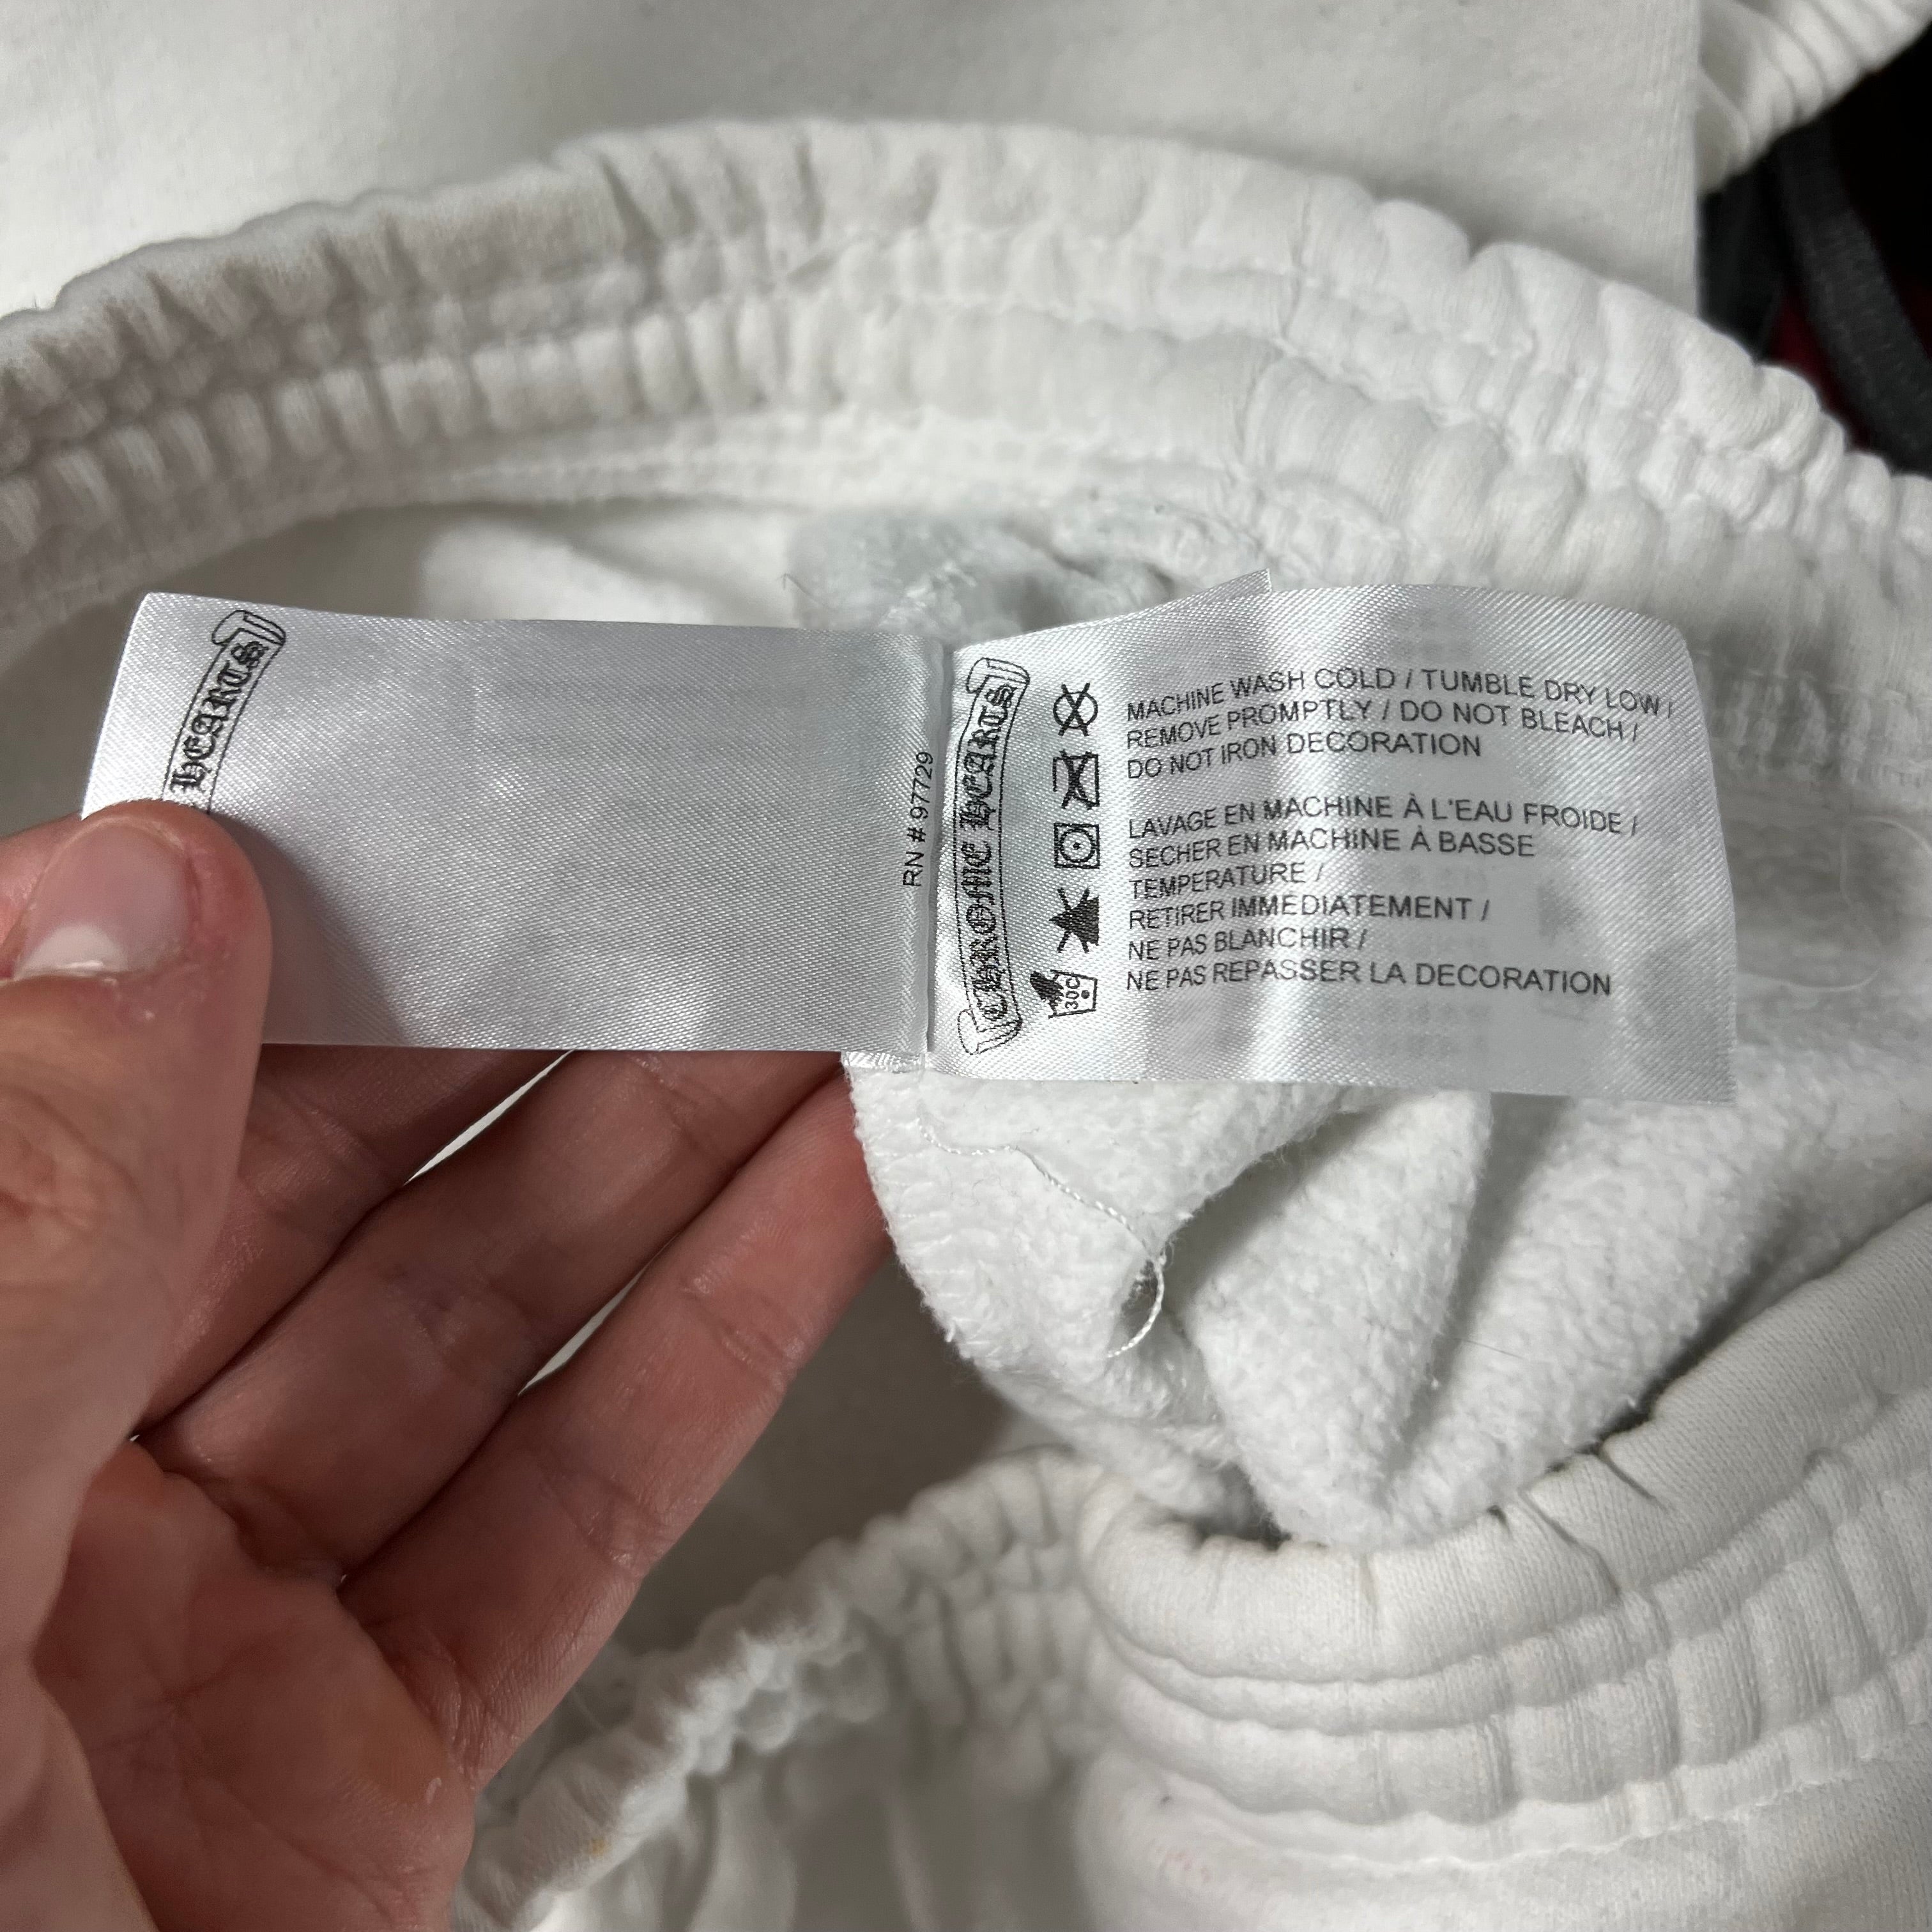 HEARTS
RN # 97729
CHROME HEARTS
MACHINE WASH COLD / TUMBLE DRY LOW /
REMOVE PROMPTLY / DO NOT BLEACH /
DO NOT IRON DECORATION
LAVAGE EN MACHINE À L'EAU FROIDE /
SECHER EN MACHINE À BASSE
TEMPERATURE /
RETIRER IMMEDIATEMENT /
NE PAS BLANCHIR /
NE PAS REPASSER LA DECORATION
30C